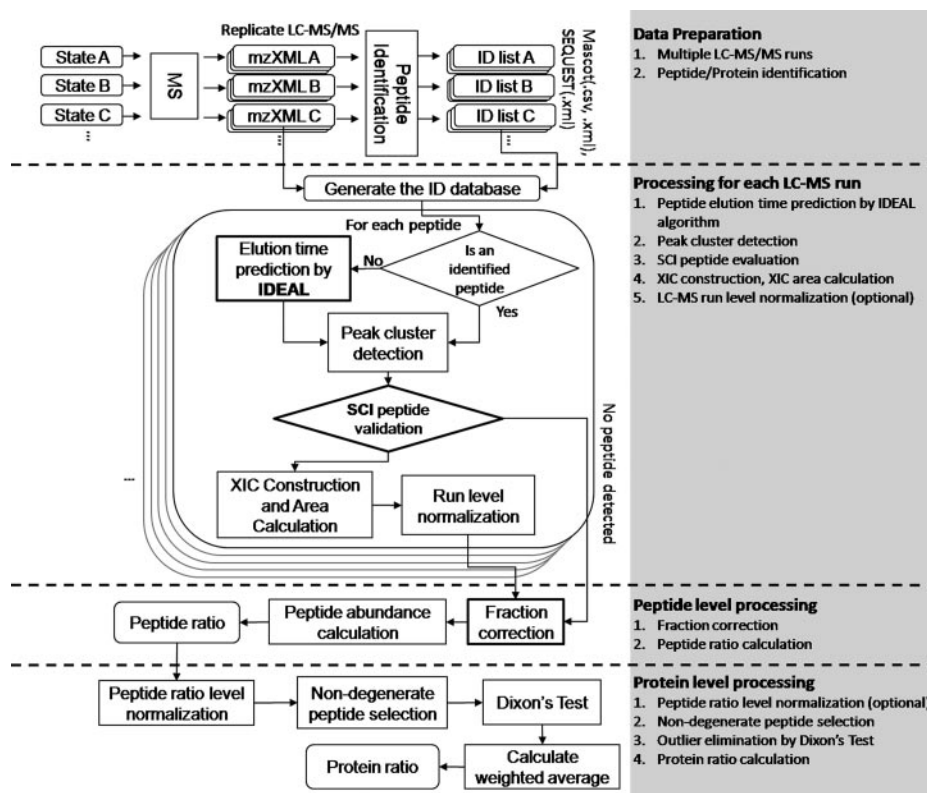 Replicate LC-MS/MS
State A
State B
State C
...
MS
mzXML A
mzXML B
mzXML C
...
Peptide
Identification
ID list A
ID list B
ID list C
...
Mascot(.csv, .xml),
SEQUEST(.xml)
Data Preparation
1. Multiple LC-MS/MS runs
2. Peptide/Protein identification
Generate the ID database
For each peptide
Is an
identified
peptide
No
Yes
Elution time
prediction by
IDEAL
Peak cluster
detection
SCI peptide
validation
No peptide detected
XIC Construction
and Area
Calculation
Run level
normalization
...
Processing for each LC-MS run
1. Peptide elution time prediction by IDEAL
algorithm
2. Peak cluster detection
3. SCI peptide evaluation
4. XIC construction, XIC area calculation
5. LC-MS run level normalization (optional)
Fraction
correction
Peptide abundance
calculation
Peptide ratio
Peptide level processing
1. Fraction correction
2. Peptide ratio calculation
Peptide ratio level
normalization
Non-degenerate
peptide selection
Dixon's Test
Calculate
weighted average
Protein ratio
Protein level processing
1. Peptide ratio level normalization (optional)
2. Non-degenerate peptide selection
3. Outlier elimination by Dixon's Test
4. Protein ratio calculation